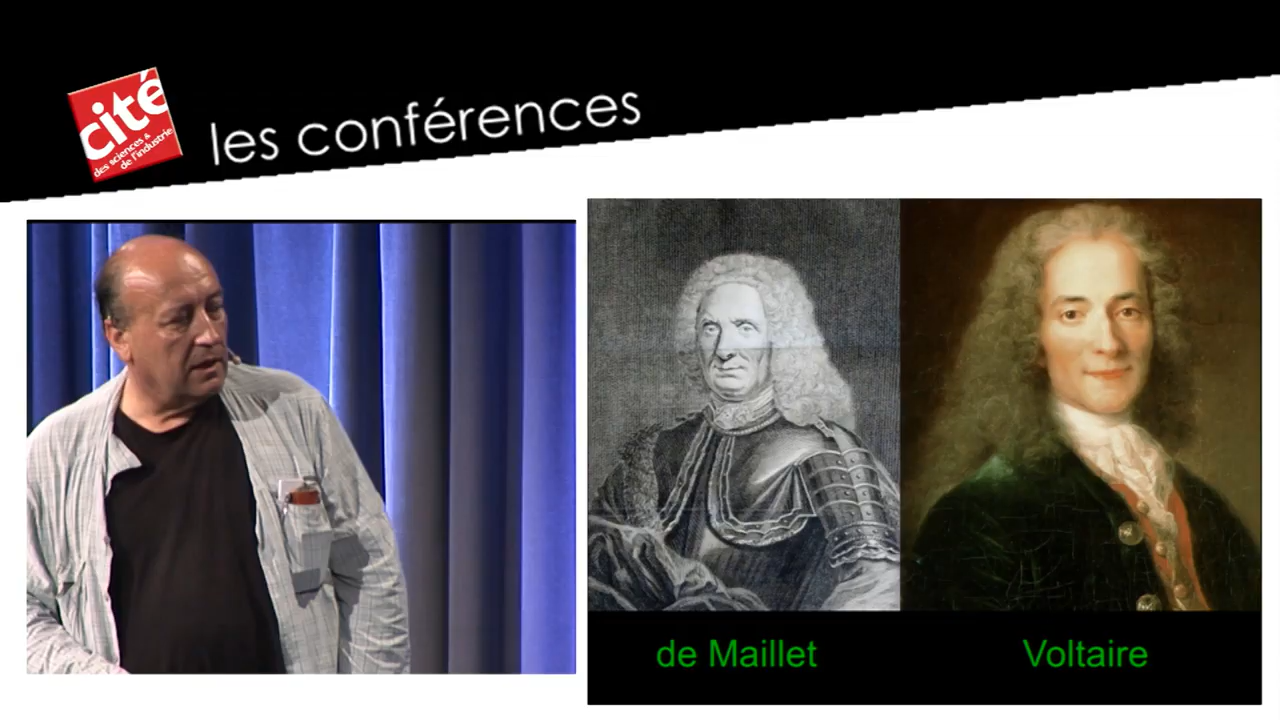 cité
des sciences &
de l'industrie
les conférences
de Maillet
Voltaire